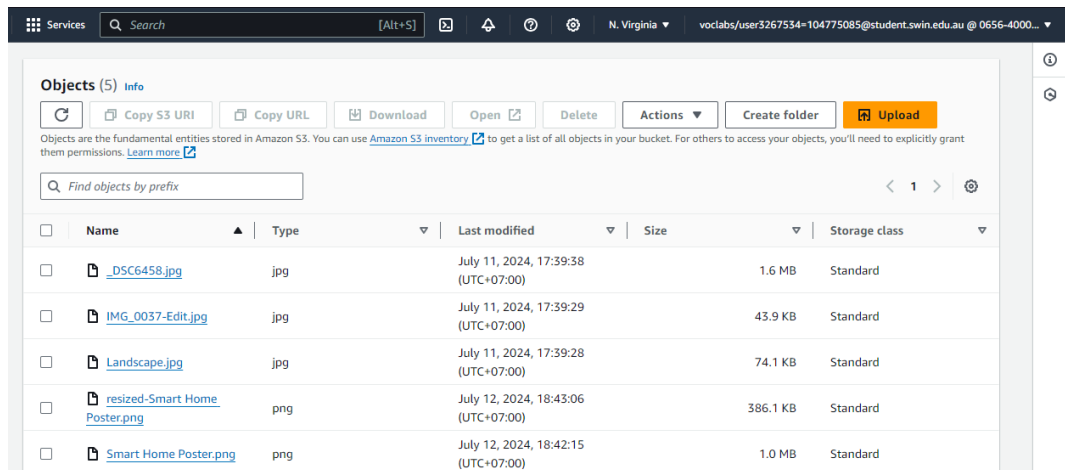 Services Search [Alt+S] N. Virginia ▼ voclabs/user3267534=104775085@student.swin.edu.au @ 0656-4000... ▼
Objects (5) Info
Copy S3 URI Copy URL Download Open Delete Actions ▼ Create folder Upload
Objects are the fundamental entities stored in Amazon S3. You can use Amazon S3 inventory to get a list of all objects in your bucket. For others to access your objects, you'll need to explicitly grant
them permissions. Learn more
Find objects by prefix < 1 >
Name ▲ Type Last modified Size Storage class
_DSC6458.jpg jpg July 11, 2024, 17:39:38 (UTC+07:00) 1.6 MB Standard
IMG_0037-Edit.jpg jpg July 11, 2024, 17:39:29 (UTC+07:00) 43.9 KB Standard
Landscape.jpg jpg July 11, 2024, 17:39:28 (UTC+07:00) 74.1 KB Standard
resized-Smart Home Poster.png png July 12, 2024, 18:43:06 (UTC+07:00) 386.1 KB Standard
Smart Home Poster.png png July 12, 2024, 18:42:15 (UTC+07:00) 1.0 MB Standard